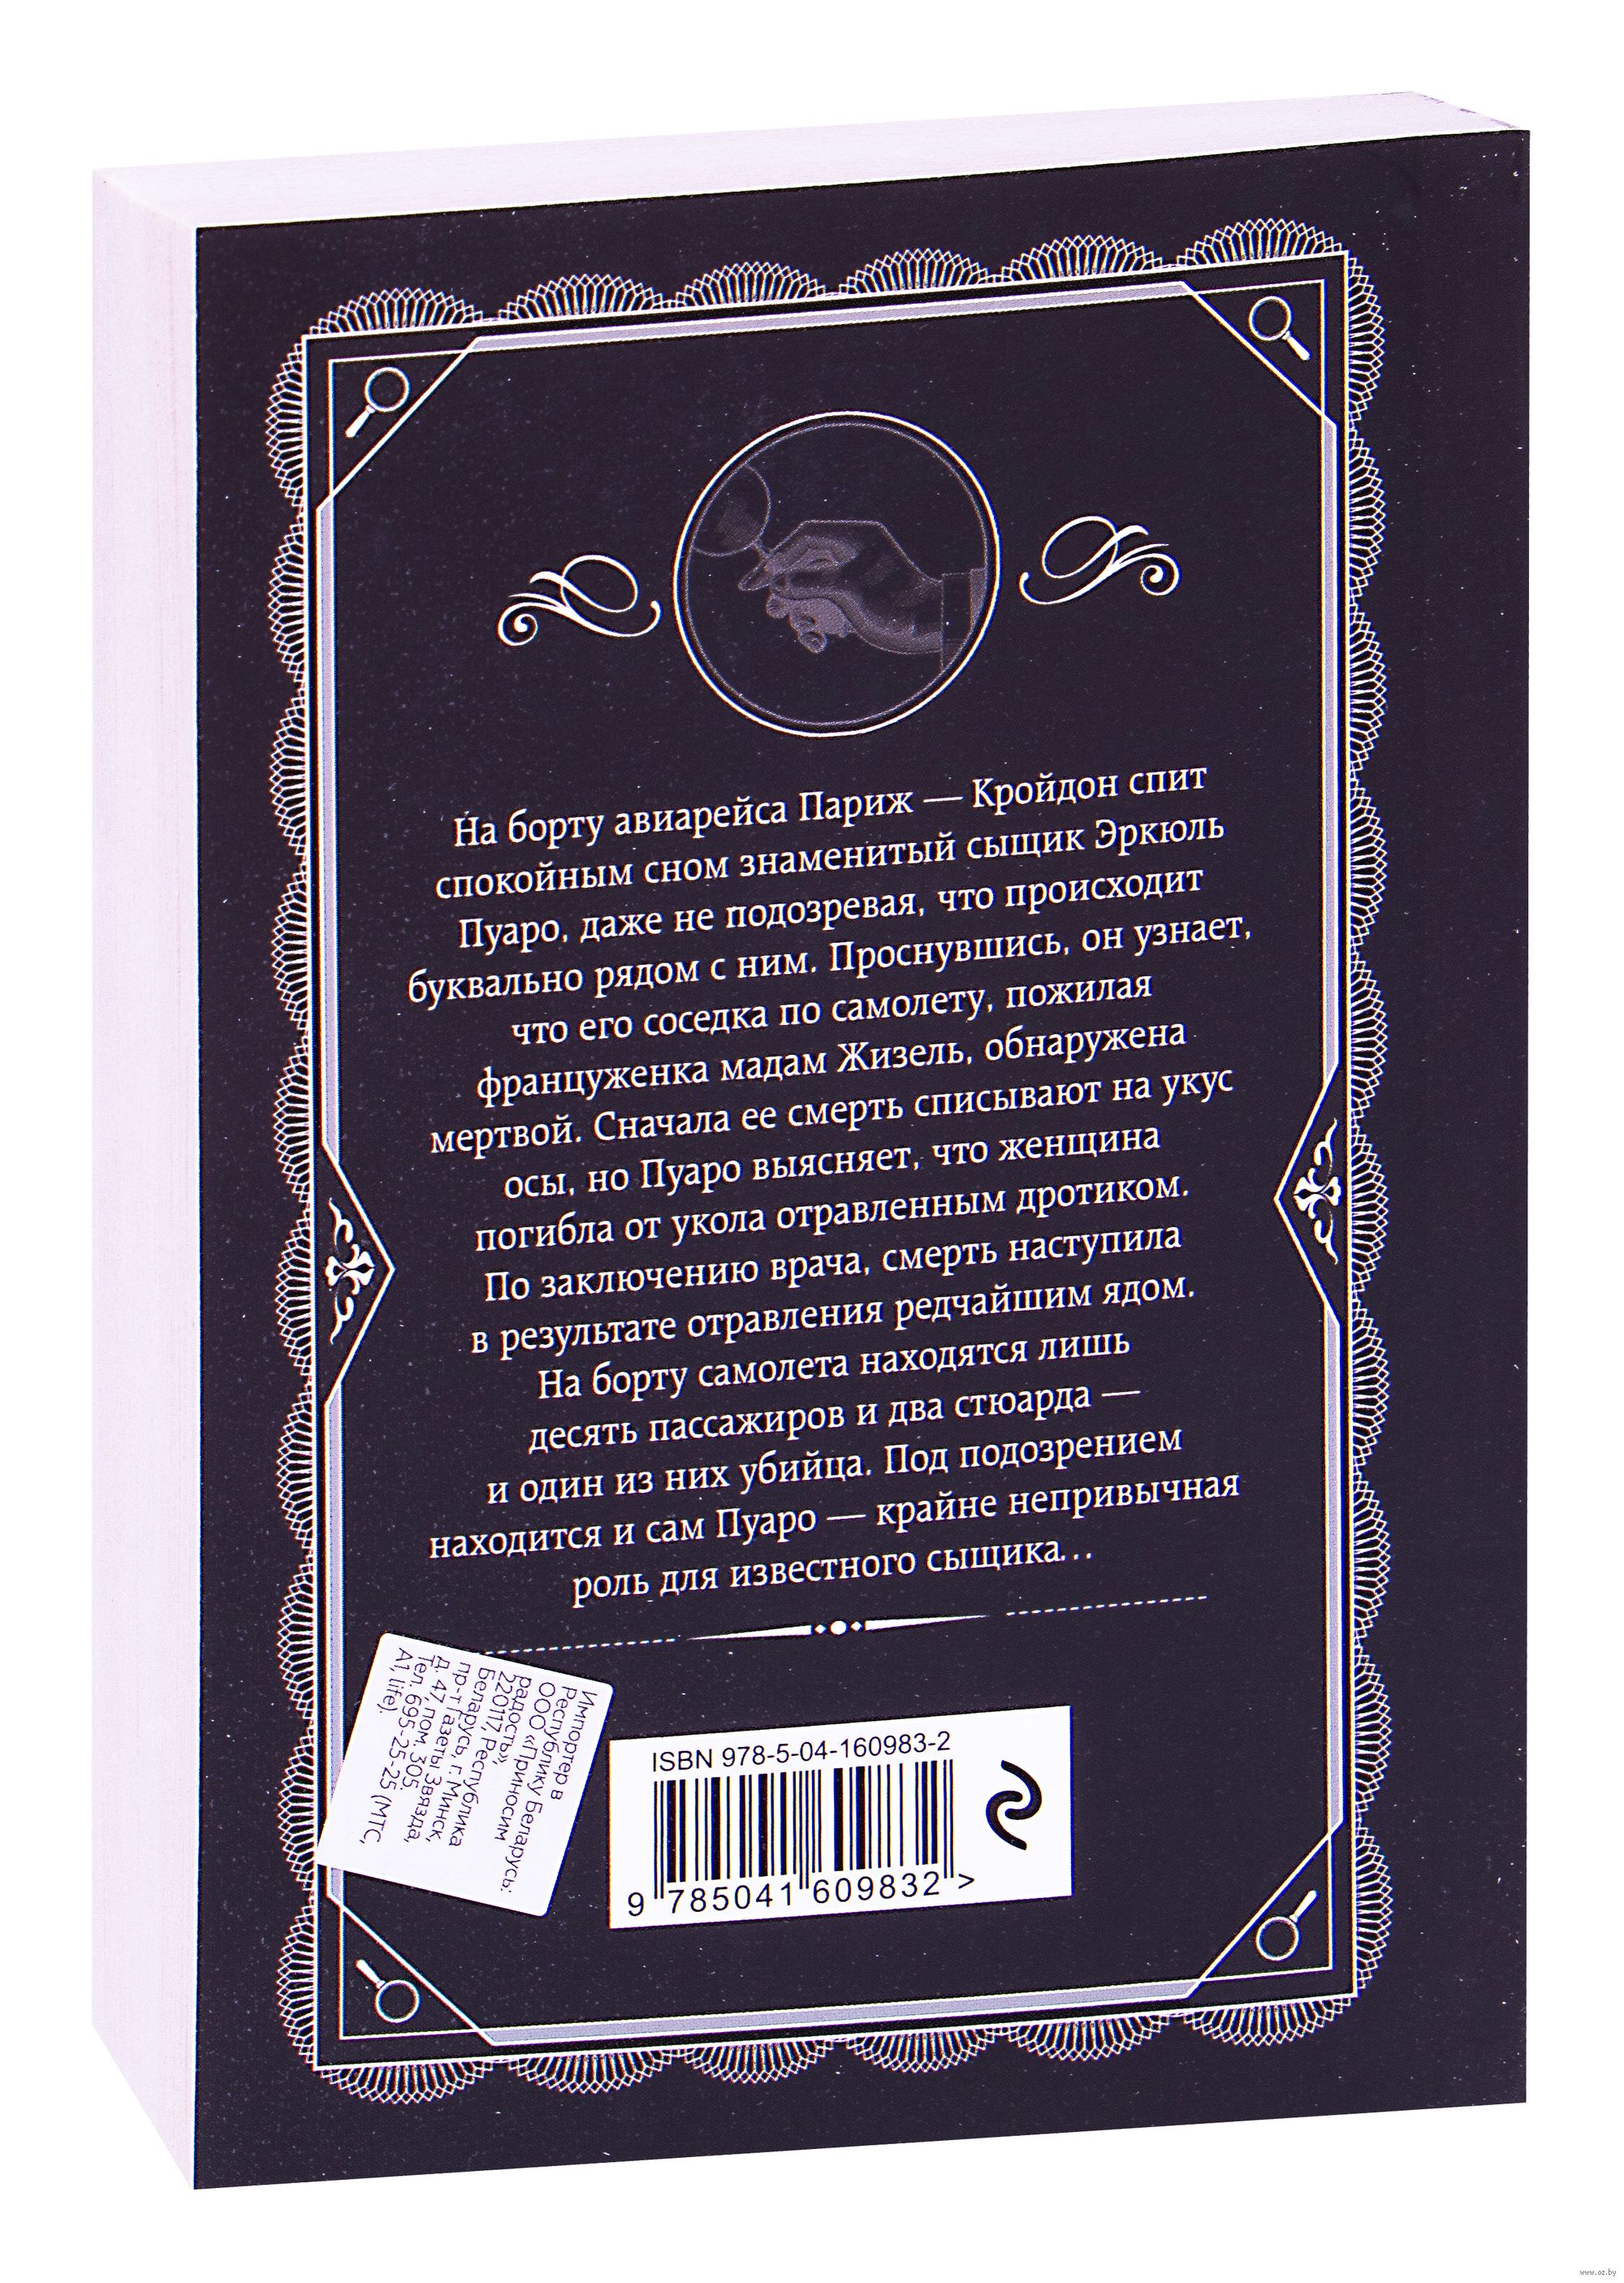 На борту авиарейса Париж — Кройдон спит
спокойным сном знаменитый сыщик Эркюль
Пуаро, даже не подозревая, что происходит
буквально рядом с ним. Проснувшись, он узнает,
что его соседка по самолету, пожилая
француженка мадам Жизель, обнаружена
мертвой. Сначала ее смерть списывают на укус
осы, но Пуаро выясняет, что женщина
погибла от укола отравленным дротиком.
По заключению врача, смерть наступила
в результате отравления редчайшим ядом.
На борту самолета находятся лишь
десять пассажиров и два стюарда —
и один из них убийца. Под подозрением
находится и сам Пуаро — крайне непривычная
роль для известного сыщика...
Импортер в
Республику Беларусь:
ООО «Приносим
радость»,
220117, Республика
Беларусь, г. Минск,
пр-т Газеты Звязда,
д. 47, пом. 305.
Тел. 695-25-25 (МТС,
А1, life)
ISBN 978-5-04-160983-2
9 785041 609832 >
www.oz.by